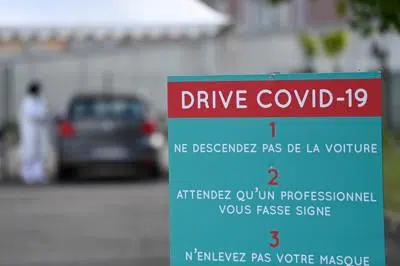 DRIVE COVID-19
1
NE DESCENDEZ PAS DE LA VOITURE
2
ATTENDEZ QU'UN PROFESSIONNEL
VOUS FASSE SIGNE
3
N'ENLEVEZ PAS VOTRE MASQUE